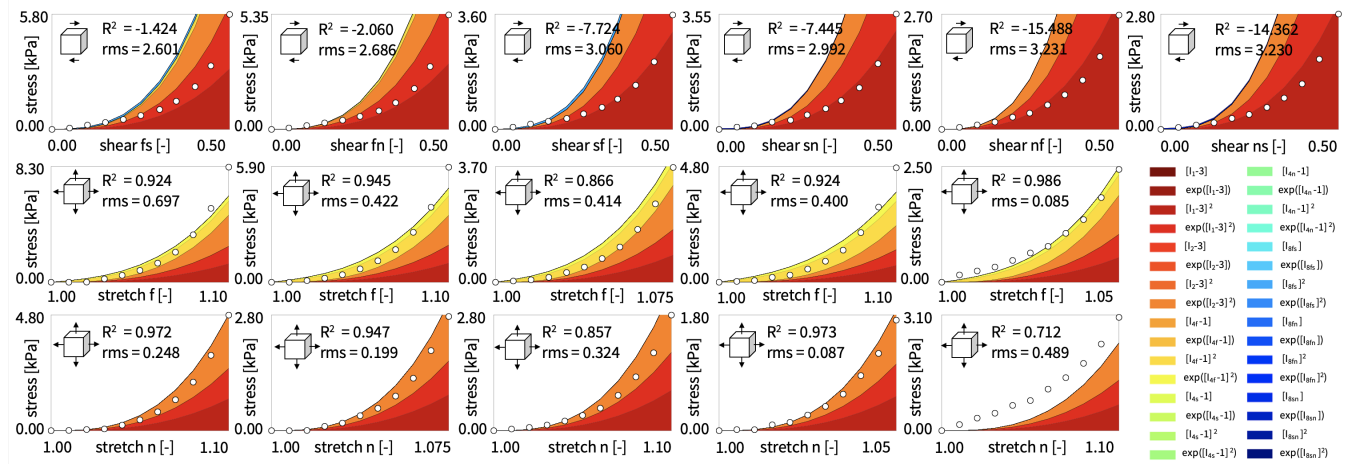 stress [kPa]
5.80
0.00
R² = -1.424
rms = 2.601
0.00
shear fs [-]
0.50
stress [kPa]
5.35
0.00
R² = -2.060
rms = 2.686
0.00
shear fn [-]
0.50
stress [kPa]
3.60
0.00
R² = -7.724
rms = 3.060
0.00
shear sf [-]
0.50
stress [kPa]
3.55
0.00
R² = -7.445
rms = 2.992
0.00
shear sn [-]
0.50
stress [kPa]
2.70
0.00
R² = -15.488
rms = 3.231
0.00
shear nf [-]
0.50
stress [kPa]
2.80
0.00
R² = -14.362
rms = 3.230
0.00
shear ns [-]
0.50
stress [kPa]
8.30
0.00
R² = 0.924
rms = 0.697
1.00
stretch f [-]
1.10
stress [kPa]
5.90
0.00
R² = 0.945
rms = 0.422
1.00
stretch f [-]
1.10
stress [kPa]
3.70
0.00
R² = 0.866
rms = 0.414
1.00
stretch f [-]
1.075
stress [kPa]
4.80
0.00
R² = 0.924
rms = 0.400
1.00
stretch f [-]
1.10
stress [kPa]
2.50
0.00
R² = 0.986
rms = 0.085
1.00
stretch f [-]
1.05
stress [kPa]
4.80
0.00
R² = 0.972
rms = 0.248
1.00
stretch n [-]
1.10
stress [kPa]
2.80
0.00
R² = 0.947
rms = 0.199
1.00
stretch n [-]
1.075
stress [kPa]
2.80
0.00
R² = 0.857
rms = 0.324
1.00
stretch n [-]
1.10
stress [kPa]
1.80
0.00
R² = 0.973
rms = 0.087
1.00
stretch n [-]
1.05
stress [kPa]
3.10
0.00
R² = 0.712
rms = 0.489
1.00
stretch n [-]
1.10
[I₁-3]
exp([I₁-3])
[I₁-3]²
exp([I₁-3]²)
[I₂-3]
exp([I₂-3])
[I₂-3]²
exp([I₂-3]²)
[I4f-1]
exp([I4f-1])
[I4f-1]²
exp([I4f-1]²)
[I4s-1]
exp([I4s-1])
[I4s-1]²
exp([I4s-1]²)
[I4n-1]
exp([I4n-1])
[I4n-1]²
exp([I4n-1]²)
[I8fs]
exp([I8fs])
[I8fs]²
exp([I8fs]²)
[I8fn]
exp([I8fn])
[I8fn]²
exp([I8fn]²)
[I8sn]
exp([I8sn])
[I8sn]²
exp([I8sn]²)